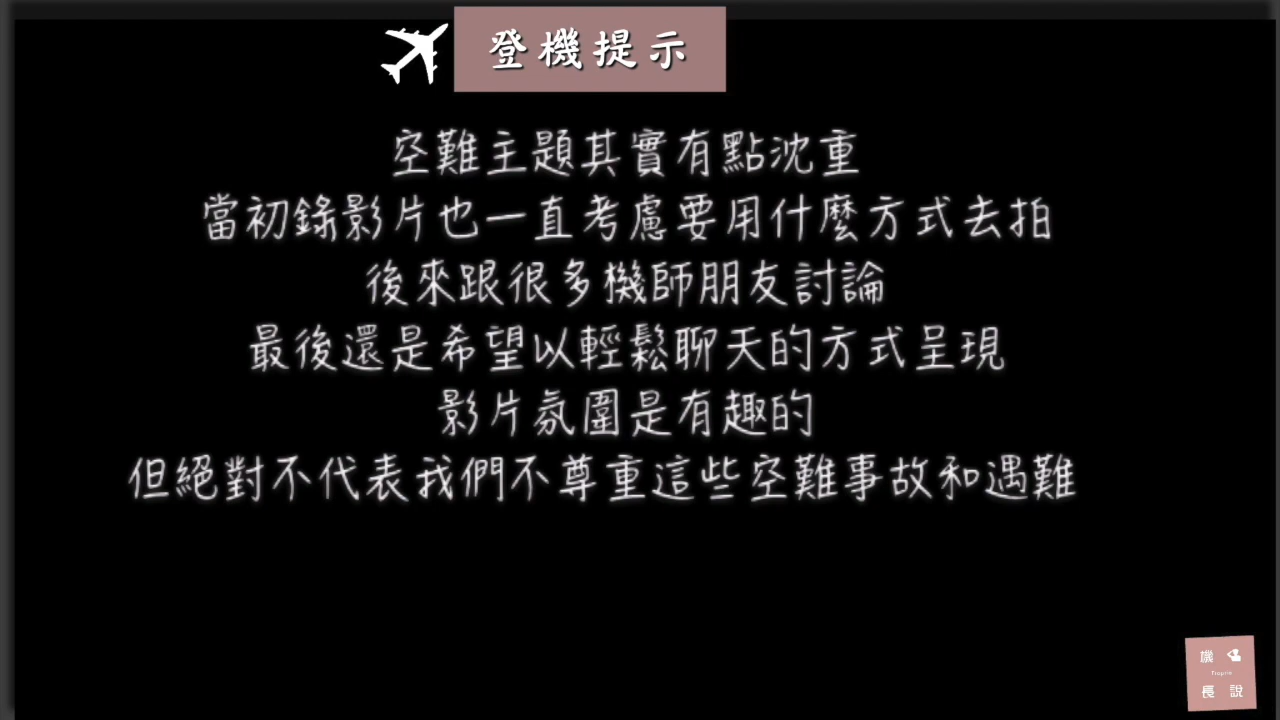 登機提示
空難主題其實有點沈重
當初錄影片也一直考慮要用什麼方式去拍
後來跟很多機師朋友討論
最後還是希望以輕鬆聊天的方式呈現
影片氛圍是有趣的
但絕對不代表我們不尊重這些空難事故和遇難
機
長說